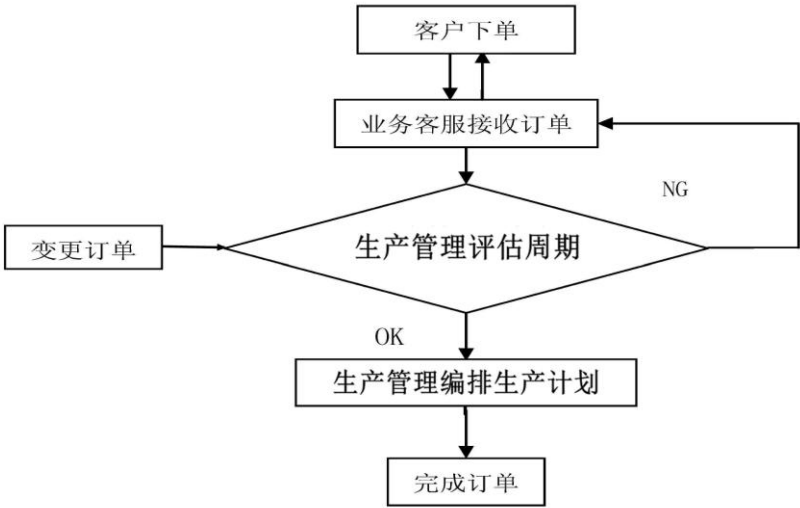 客户下单
业务客服接收订单
NG
变更订单
生产管理评估周期
OK
生产管理编排生产计划
完成订单